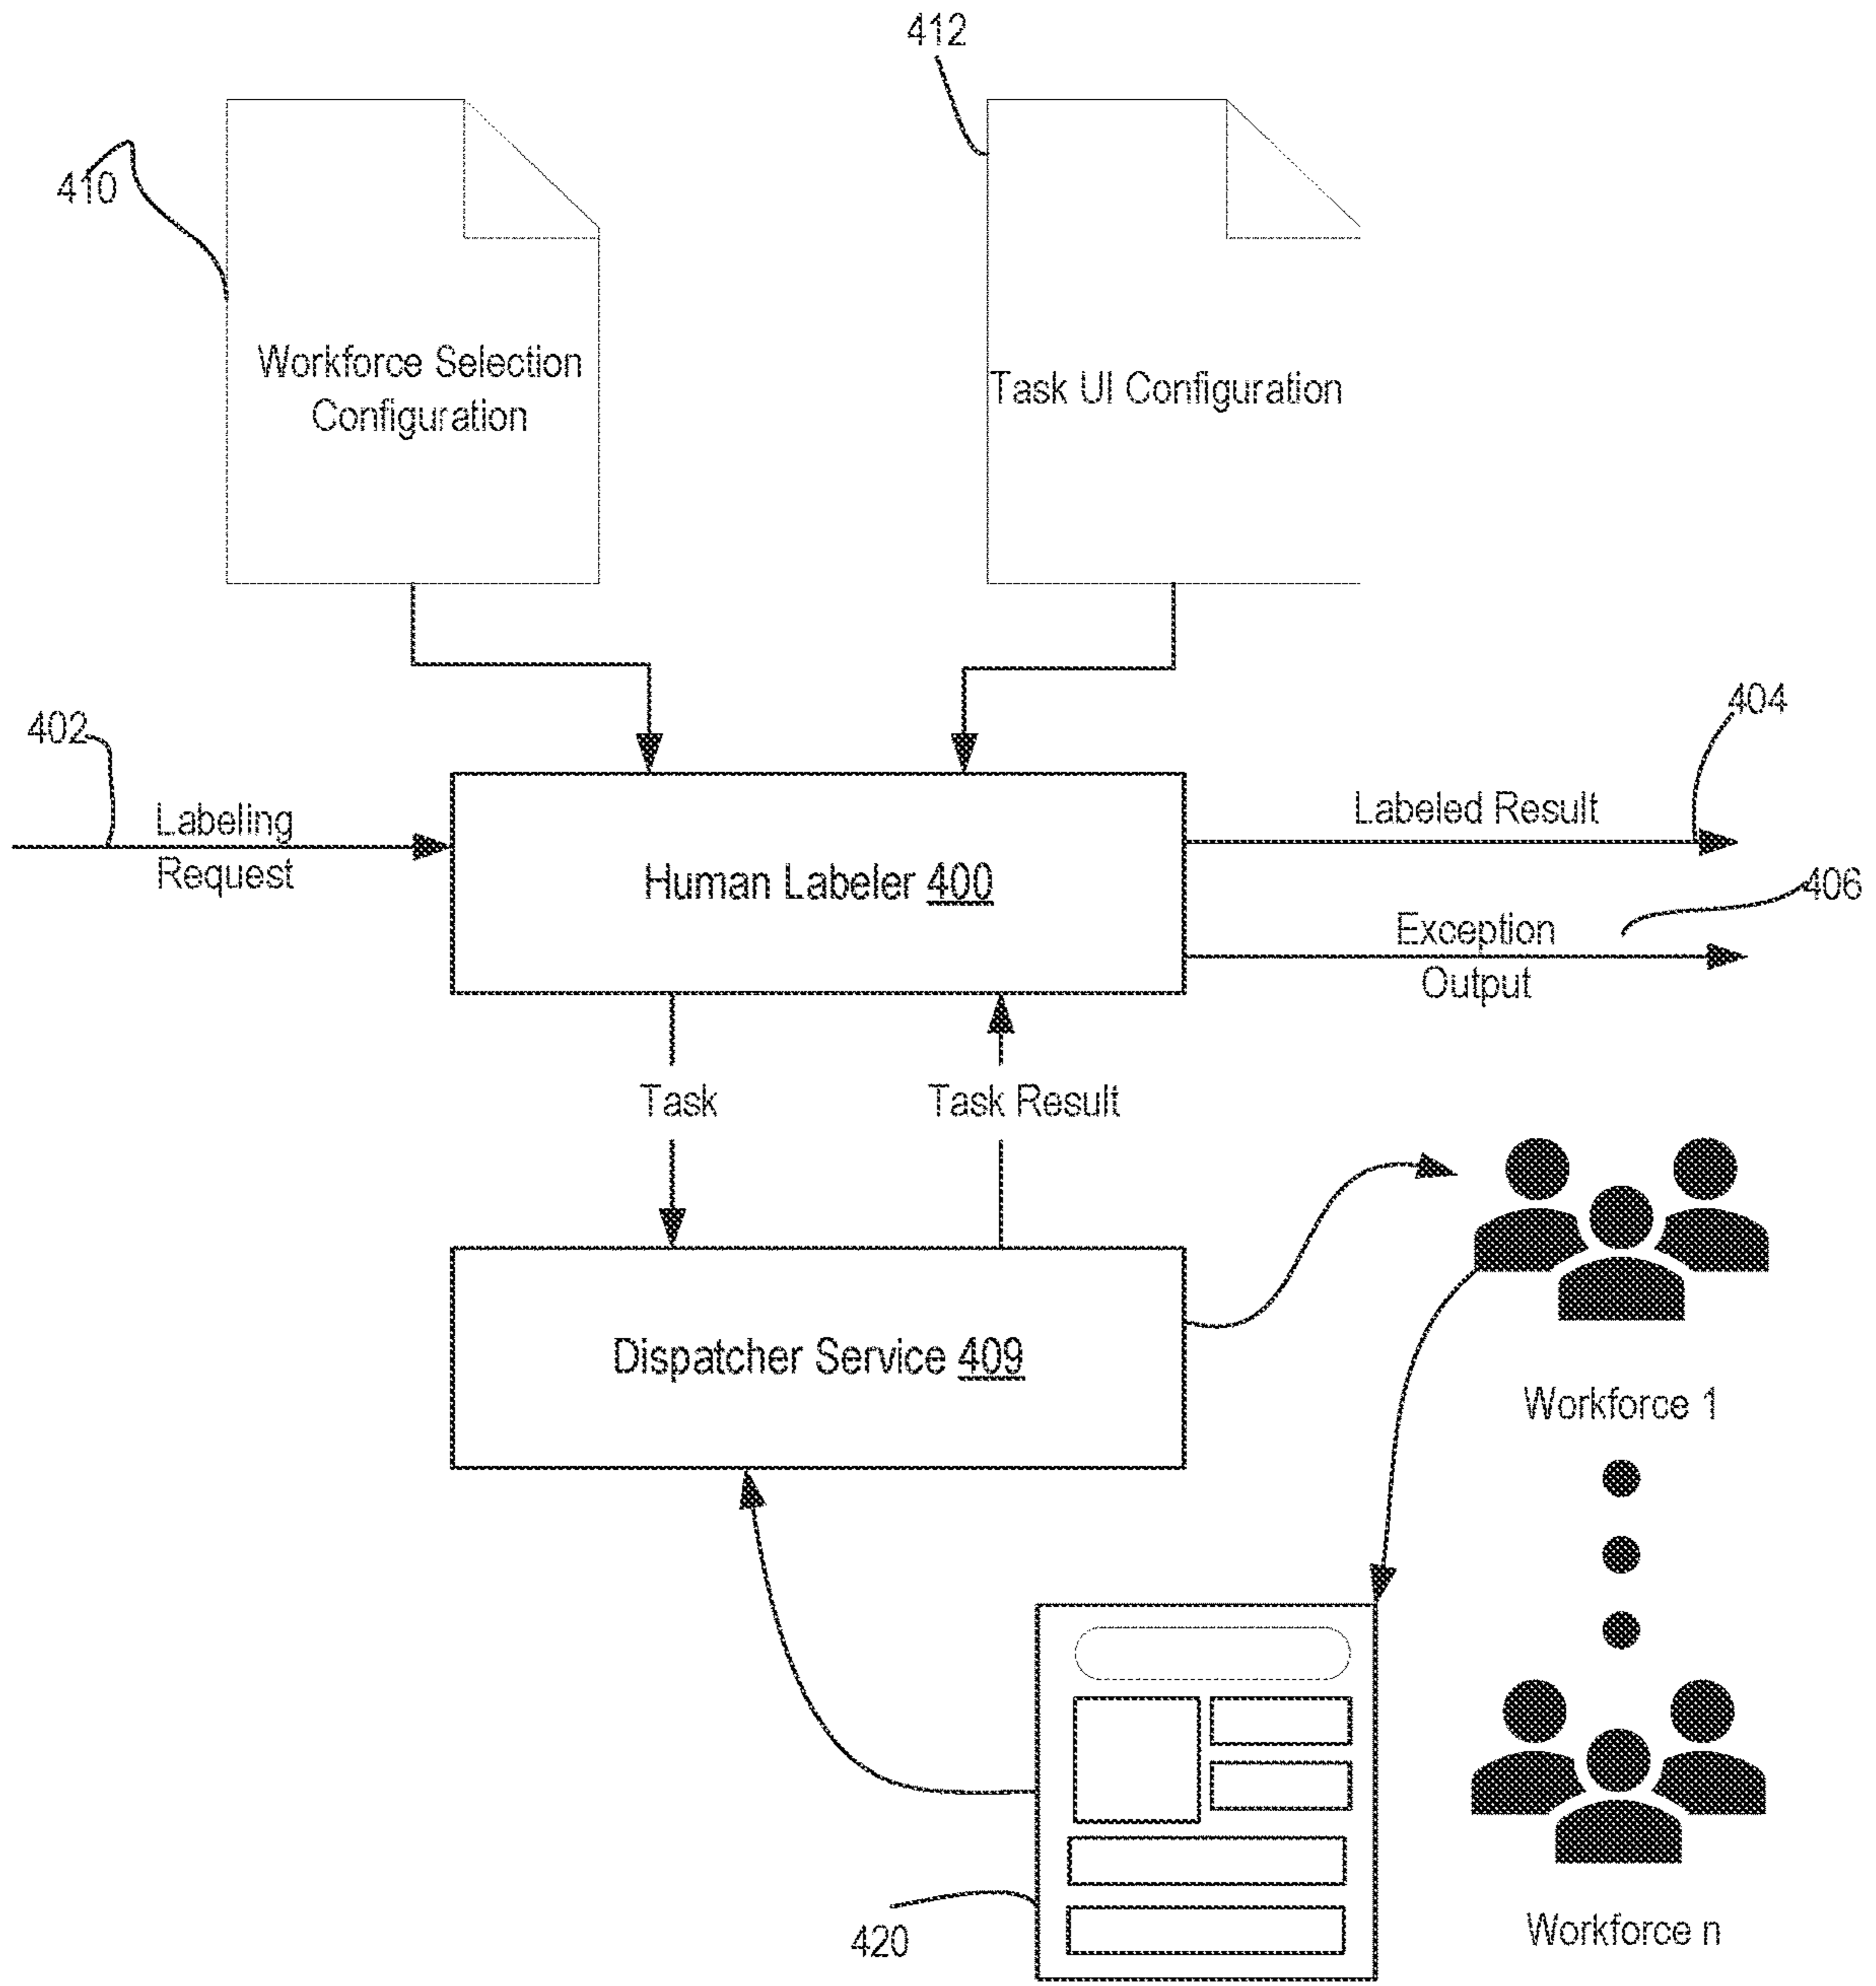 412
410
Workforce Selection
Configuration
Task UI Configuration
402
404
Labeling
Request
Labeled Result
Human Labeler 400
406
Exception
Output
Task
Task Result
Dispatcher Service 409
Workforce 1
420
Workforce n